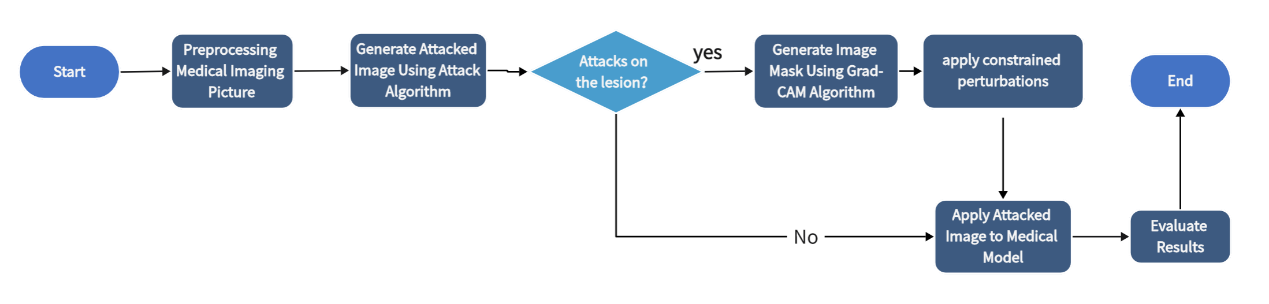 Start
Preprocessing
Medical Imaging
Picture
Generate Attacked
Image Using Attack
Algorithm
Attacks on
the lesion?
yes
Generate Image
Mask Using Grad-
CAM Algorithm
apply constrained
perturbations
End
No
Apply Attacked
Image to Medical
Model
Evaluate
Results